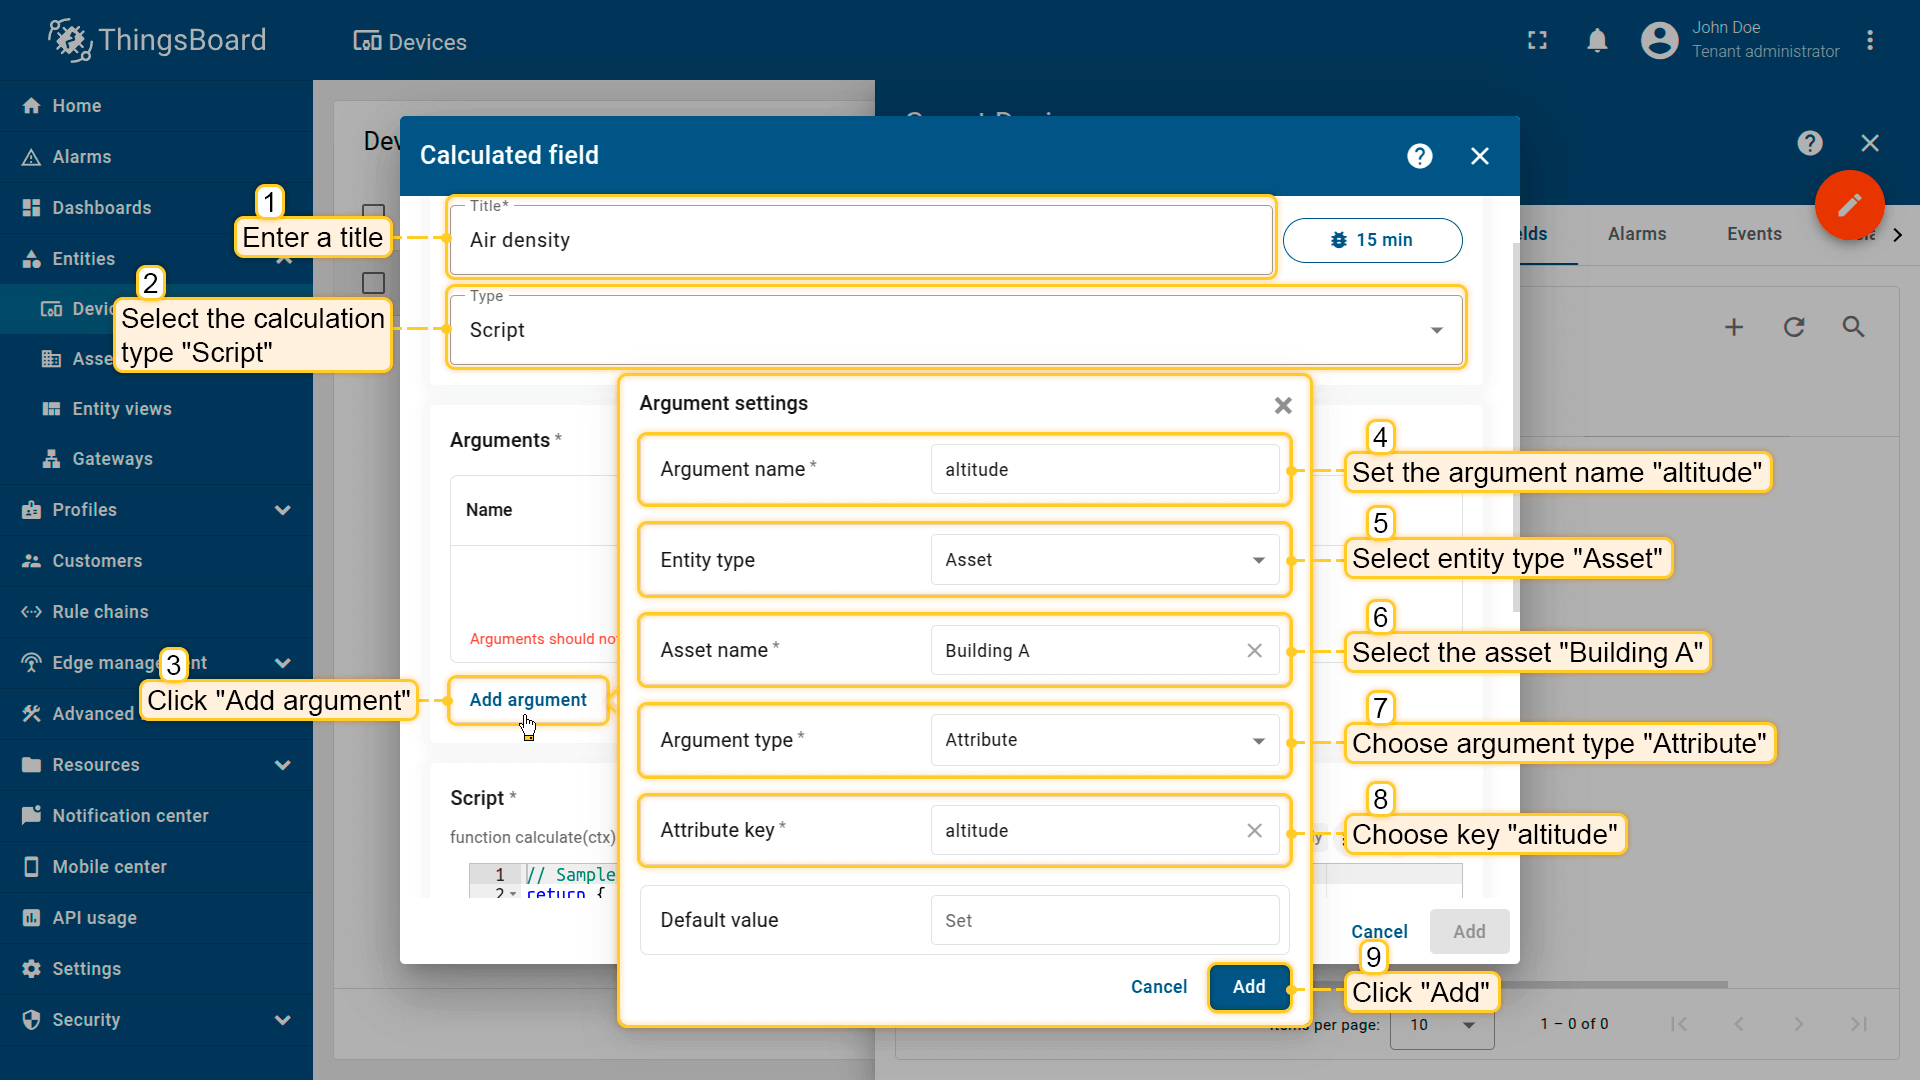 ThingsBoard
Devices
John Doe
Tenant administrator
Home
Alarms
Dashboards
Entities
Entity views
Gateways
Profiles
Customers
Rule chains
Edge management
Advanced
Resources
Notification center
Mobile center
API usage
Settings
Security
Calculated field
Title*
Air density
15 min
Type
Script
Arguments *
Name
Arguments should
Add argument
Script *
function calculate(ctx)
1 // Sample
2 return {
Cancel
Add
Argument settings
Argument name *
altitude
Entity type
Asset
Asset name *
Building A
Argument type *
Attribute
Attribute key *
altitude
Default value
Set
Cancel
Add
Alarms
Events
per page:
10
1 – 0 of 0
1
Enter a title
2
Select the calculation
type "Script"
3
Click "Add argument"
4
Set the argument name "altitude"
5
Select entity type "Asset"
6
Select the asset "Building A"
7
Choose argument type "Attribute"
8
Choose key "altitude"
9
Click "Add"